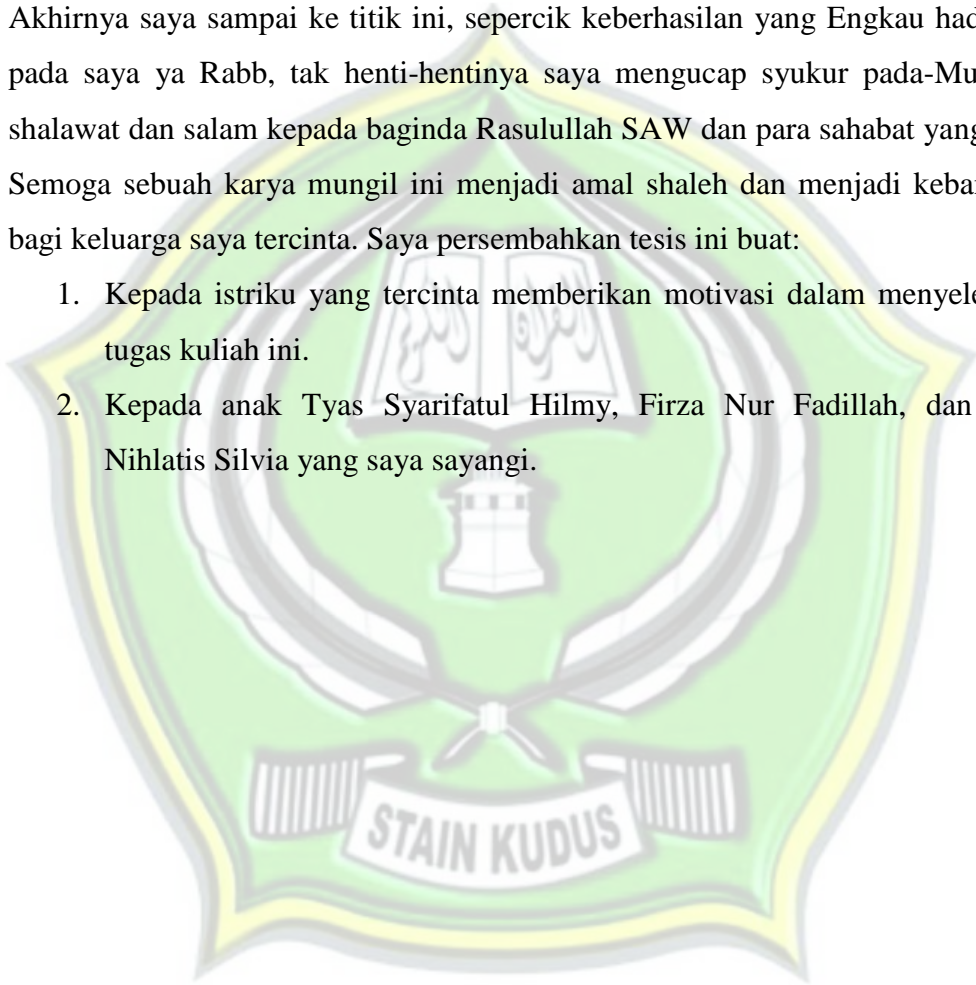 Akhirnya saya sampai ke titik ini, sepercik keberhasilan yang Engkau
pada saya ya Rabb, tak henti-hentinya saya mengucap syukur pada-Mu
shalawat dan salam kepada baginda Rasulullah SAW dan para sahabat yang
Semoga sebuah karya mungil ini menjadi amal shaleh dan menjadi
bagi keluarga saya tercinta. Saya persembahkan tesis ini buat:
1. Kepada istriku yang tercinta memberikan motivasi dalam
tugas kuliah ini.
2. Kepada anak Tyas Syarifatul Hilmy, Firza Nur Fadillah, dan
Nihlatis Silvia yang saya sayangi.
STAIN KUDUS